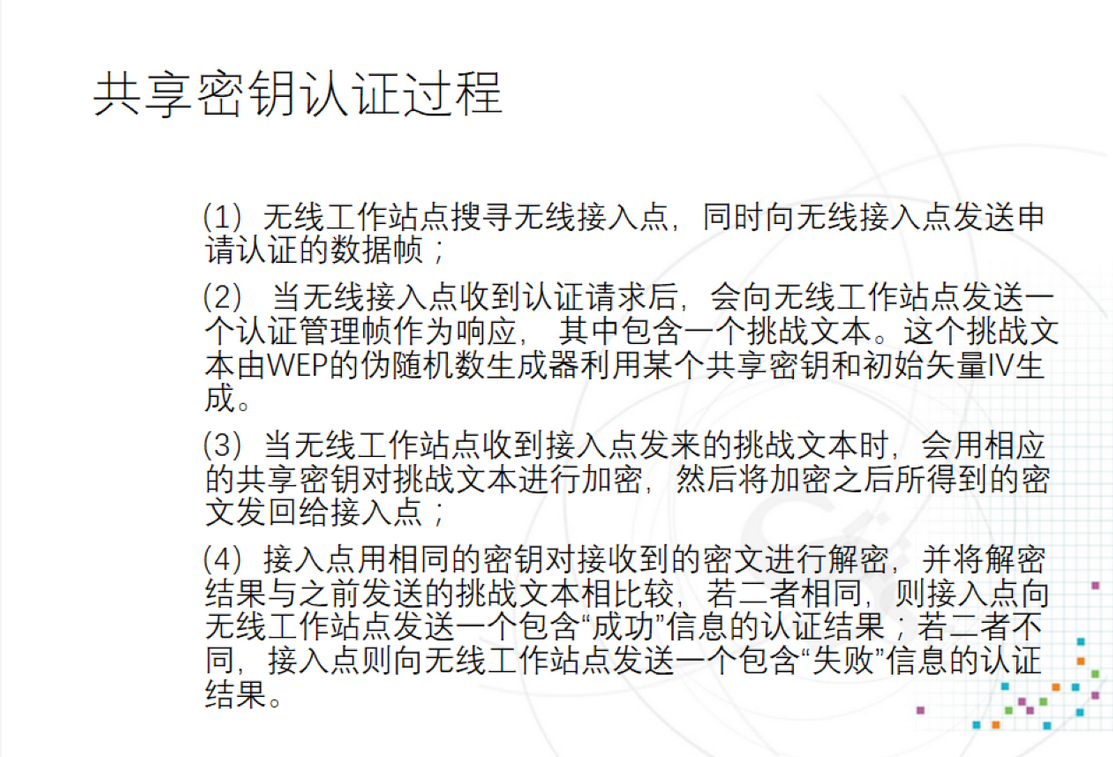 共享密钥认证过程
(1) 无线工作站点搜寻无线接入点，同时向无线接入点发送申
请认证的数据帧；
(2) 当无线接入点收到认证请求后，会向无线工作站点发送一
个认证管理帧作为响应， 其中包含一个挑战文本。这个挑战文
本由WEP的伪随机数生成器利用某个共享密钥和初始矢量IV生
成。
(3) 当无线工作站点收到接入点发来的挑战文本时，会用相应
的共享密钥对挑战文本进行加密，然后将加密之后所得到的密
文发回给接入点；
(4) 接入点用相同的密钥对接收到的密文进行解密，并将解密
结果与之前发送的挑战文本相比较，若二者相同，则接入点向
无线工作站点发送一个包含“成功”信息的认证结果；若二者不
同，接入点则向无线工作站点发送一个包含“失败”信息的认证
结果。